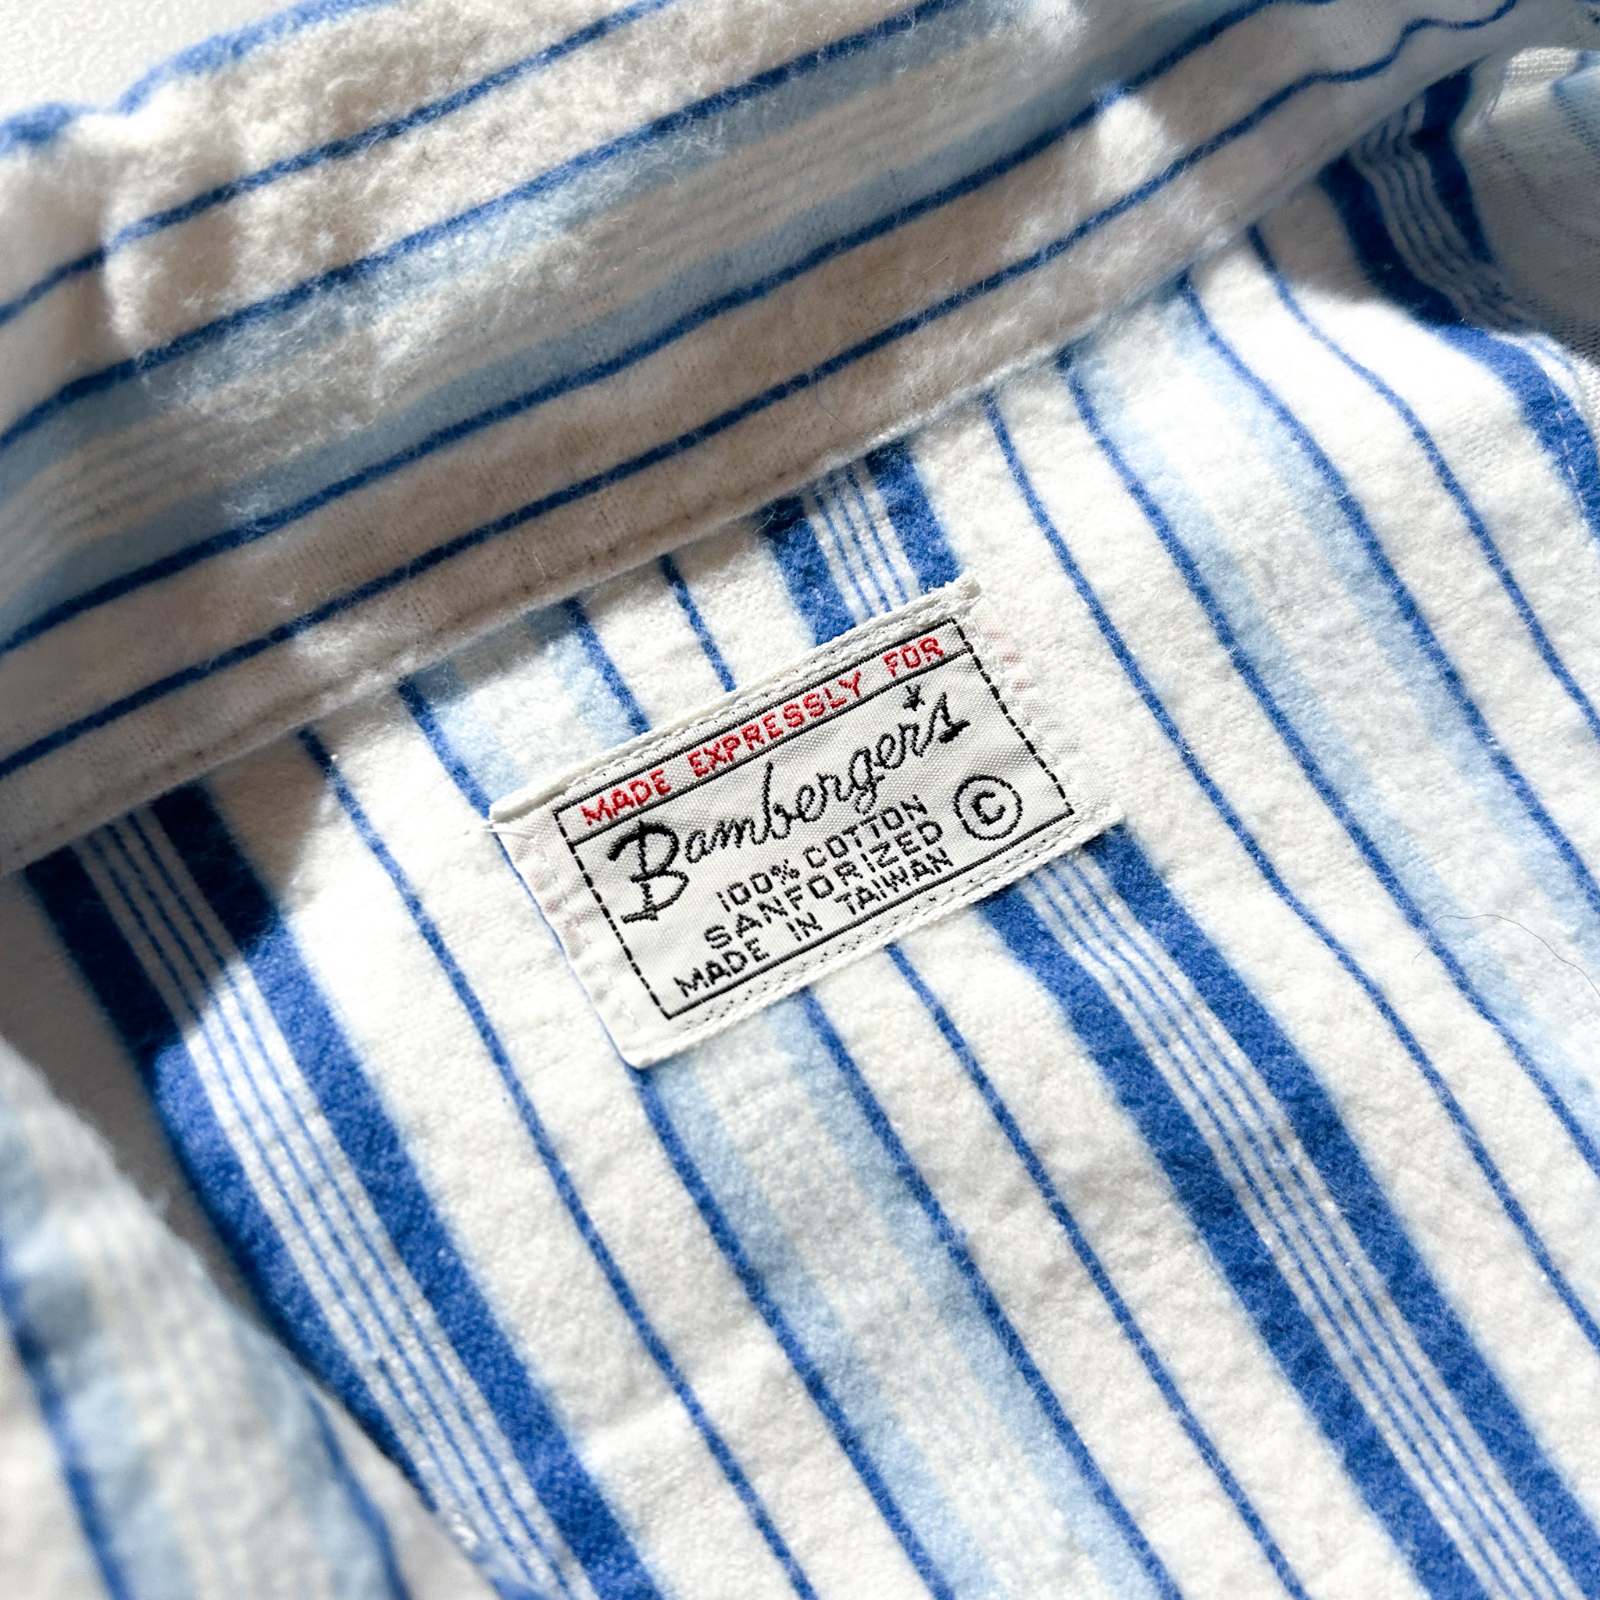 MADE EXPRESSLY FOR
Bamberger's
100% COTTON
SANFORIZED
MADE IN TAIWAN
C